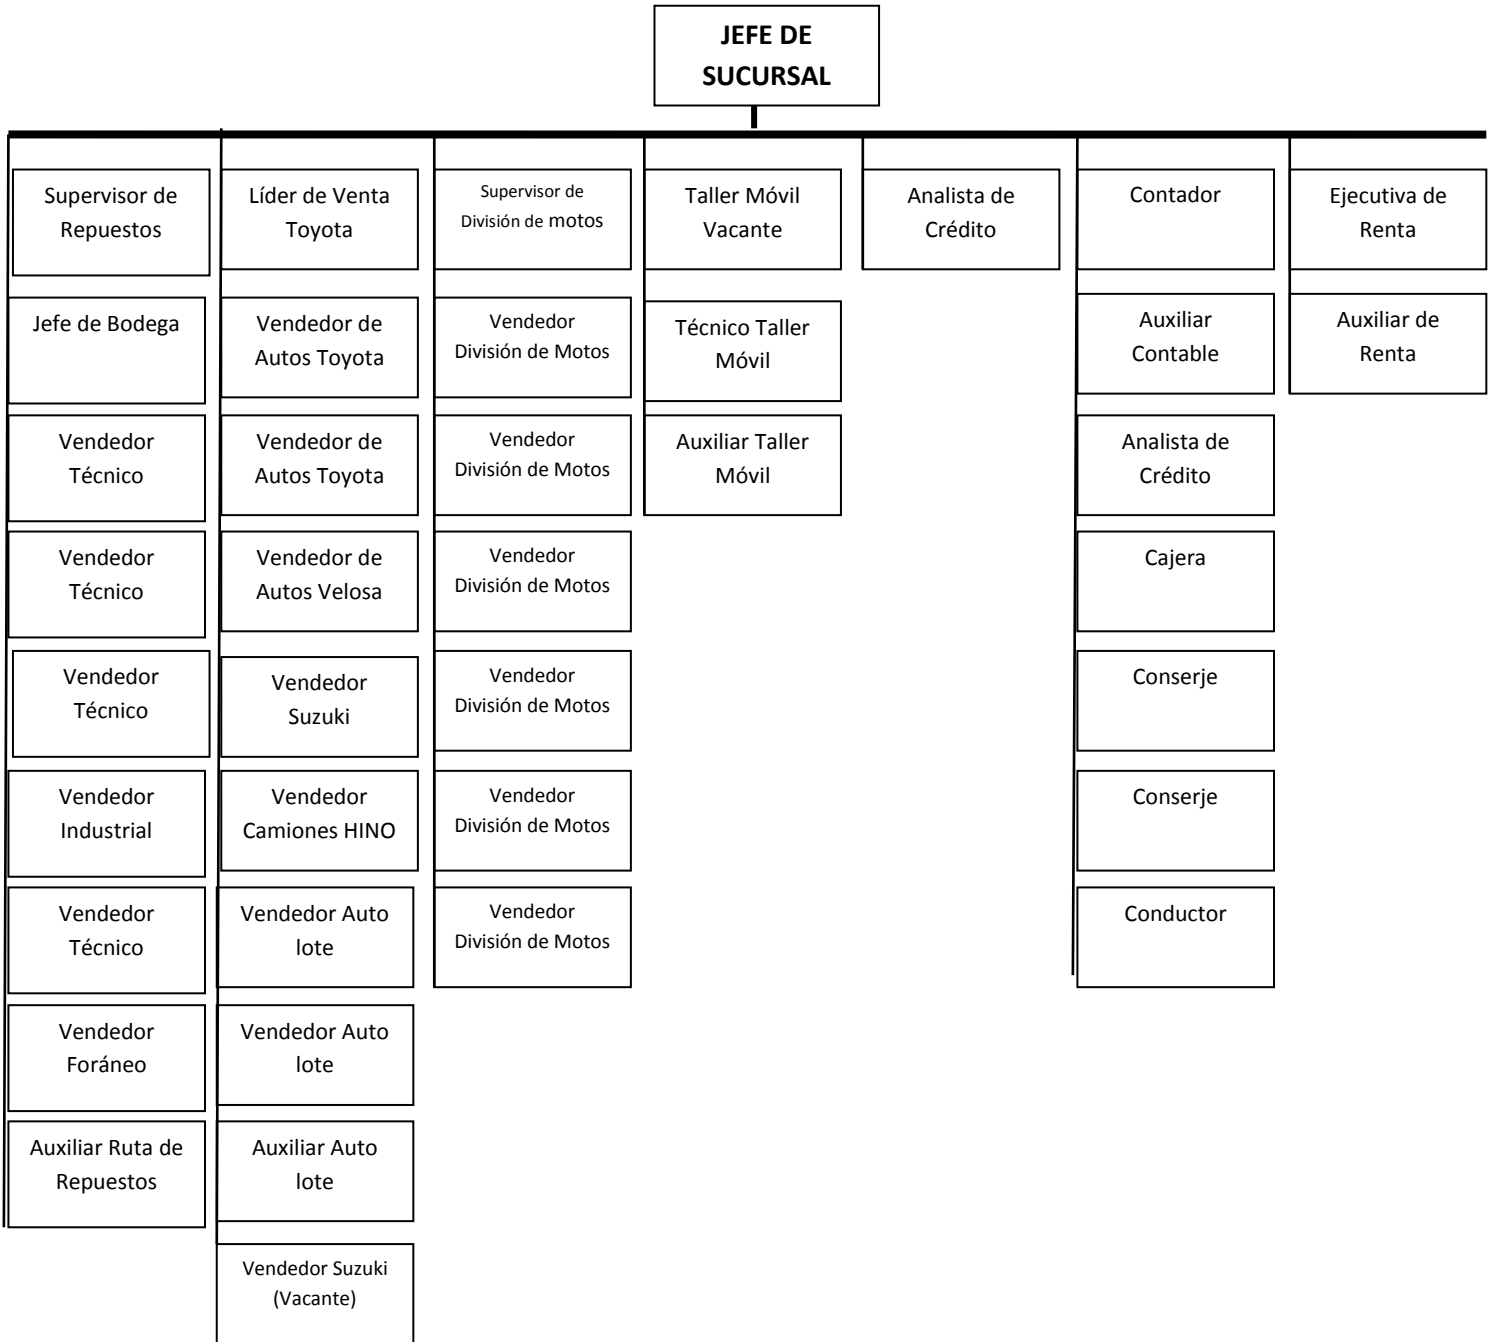 JEFE DE
SUCURSAL
Supervisor de
Repuestos
Líder de Venta
Toyota
Supervisor de
División de motos
Taller Móvil
Vacante
Analista de
Crédito
Contador
Ejecutiva de
Renta
Jefe de Bodega
Vendedor de
Autos Toyota
Vendedor
División de Motos
Técnico Taller
Móvil
Auxiliar
Contable
Auxiliar de
Renta
Vendedor
Técnico
Vendedor de
Autos Toyota
Vendedor
División de Motos
Auxiliar Taller
Móvil
Analista de
Crédito
Vendedor
Técnico
Vendedor de
Autos Velosa
Vendedor
División de Motos
Cajera
Vendedor
Técnico
Vendedor
Suzuki
Vendedor
División de Motos
Conserje
Vendedor
Industrial
Vendedor
Camiones HINO
Vendedor
División de Motos
Conserje
Vendedor
Técnico
Vendedor Auto
lote
Vendedor
División de Motos
Conductor
Vendedor
Foráneo
Vendedor Auto
lote
Auxiliar Ruta de
Repuestos
Auxiliar Auto
lote
Vendedor Suzuki
(Vacante)